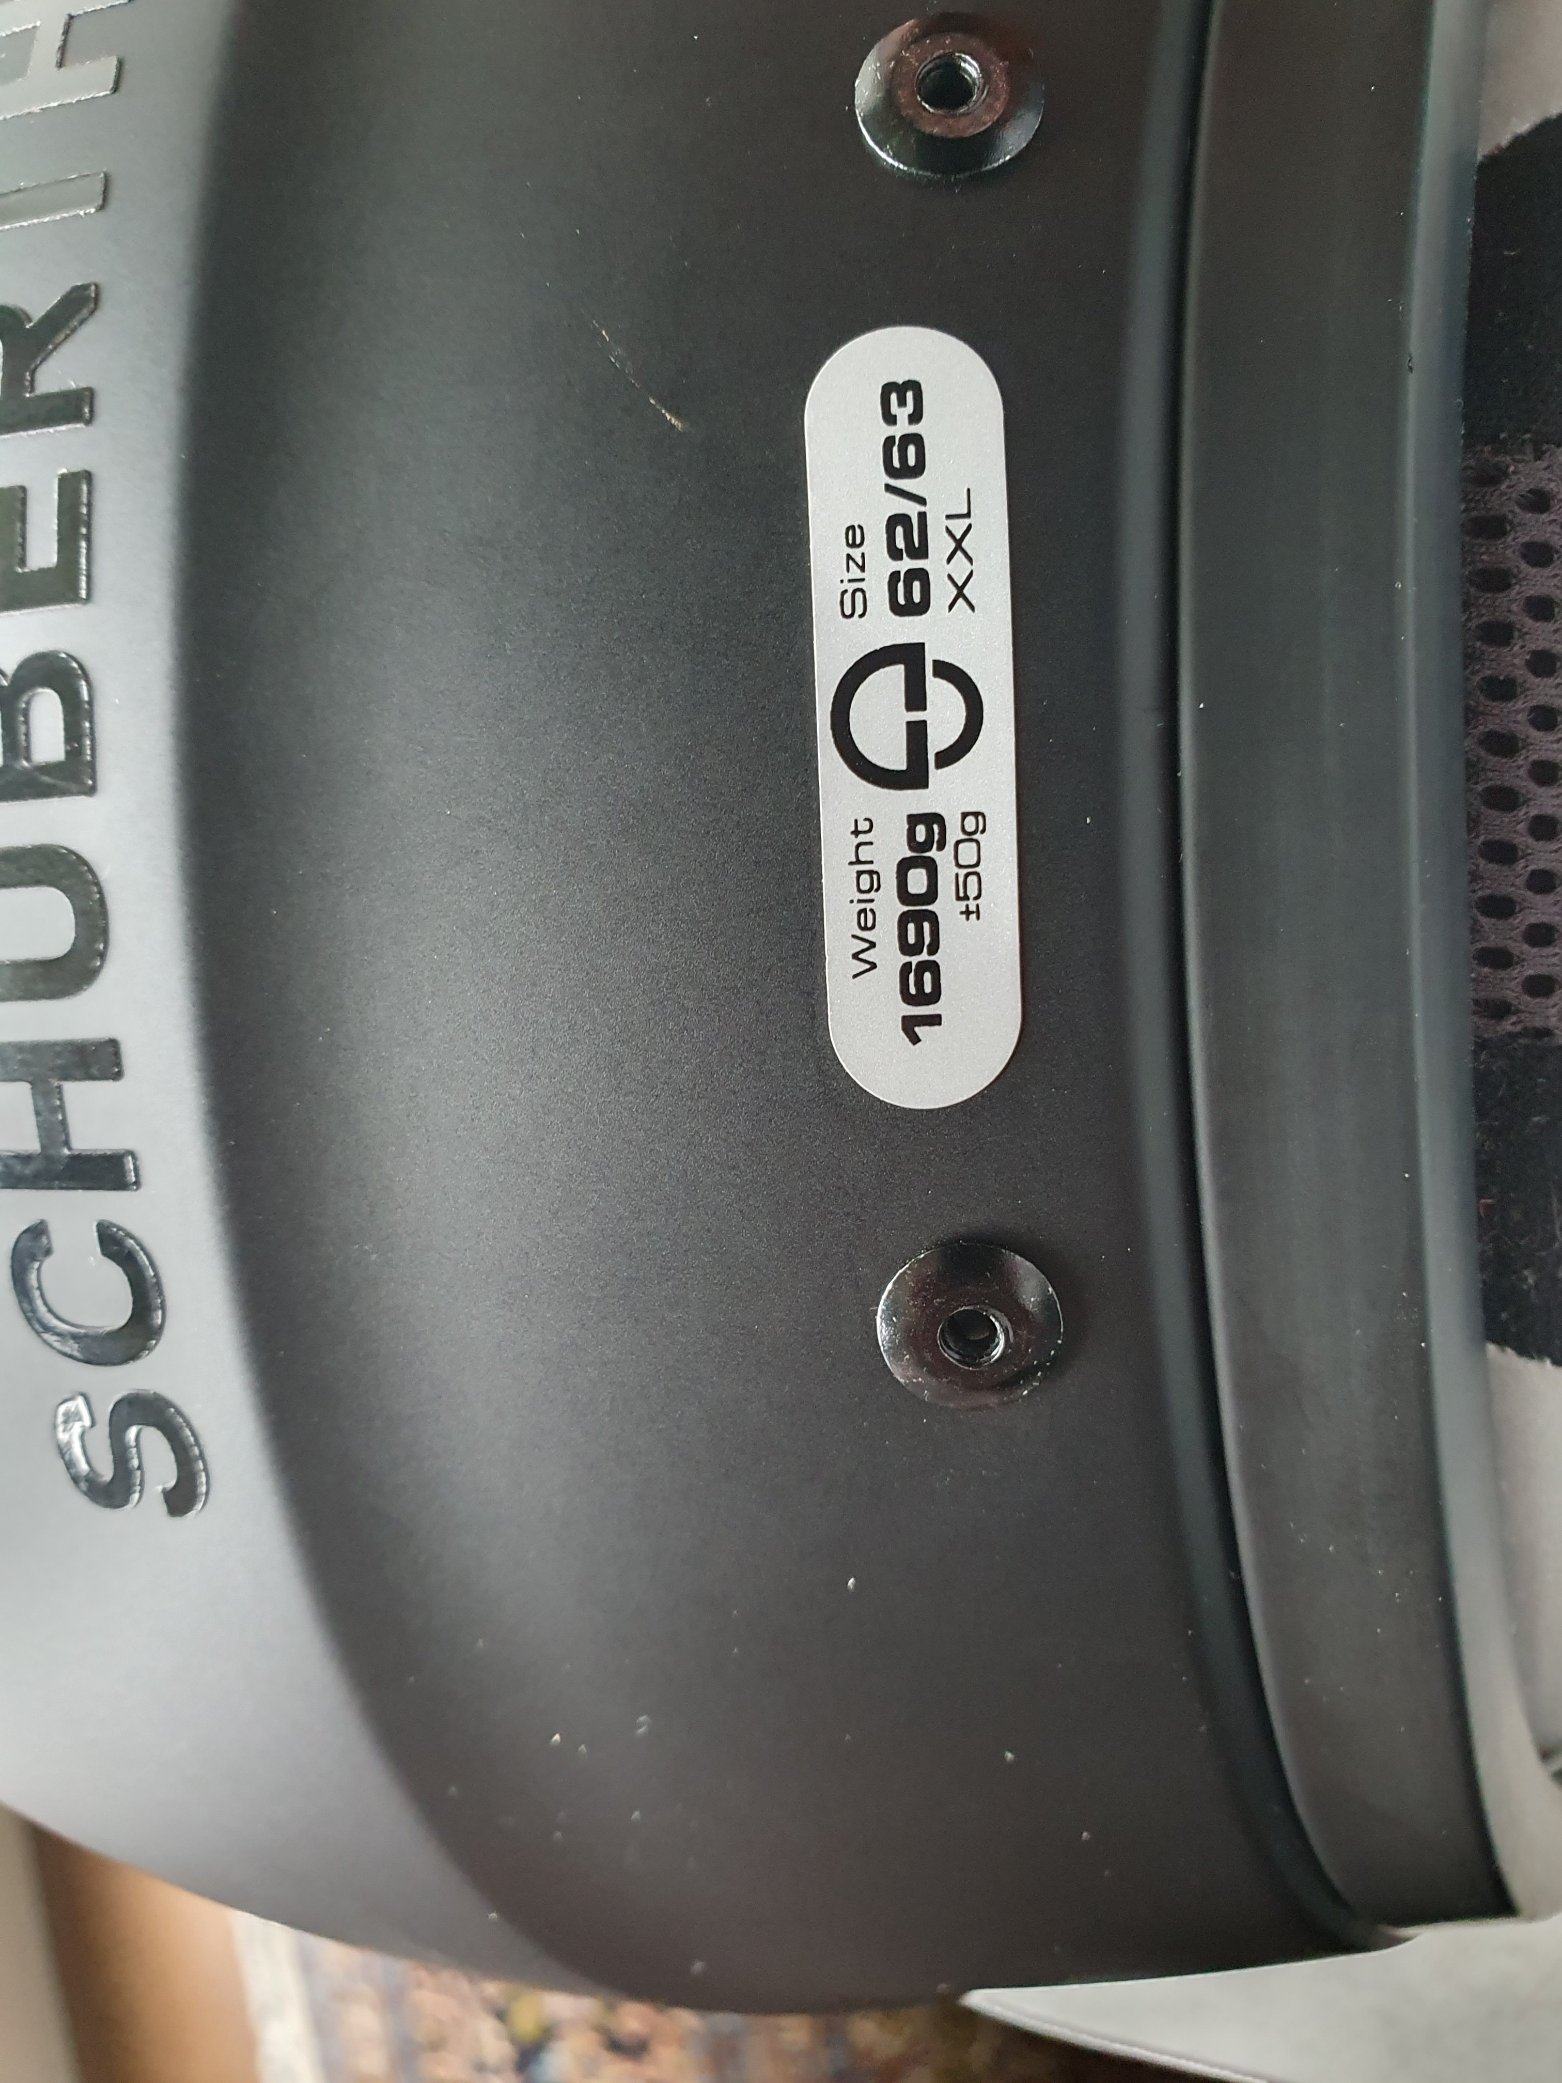 SCHUBERTH
Weight
1690g
±50g
Size
62/63
XXL